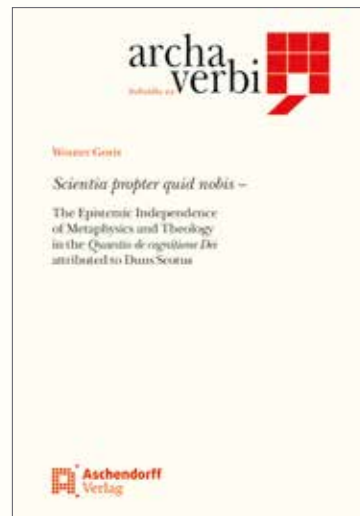 archa
verbi
Subsidia
Wouter Goris
Scientia propter quid nobis –
The Epistemic Independence
of Metaphysics and Theology
in the Quaestio de cognitione Dei
attributed to Duns Scotus
Aschendorff
Verlag